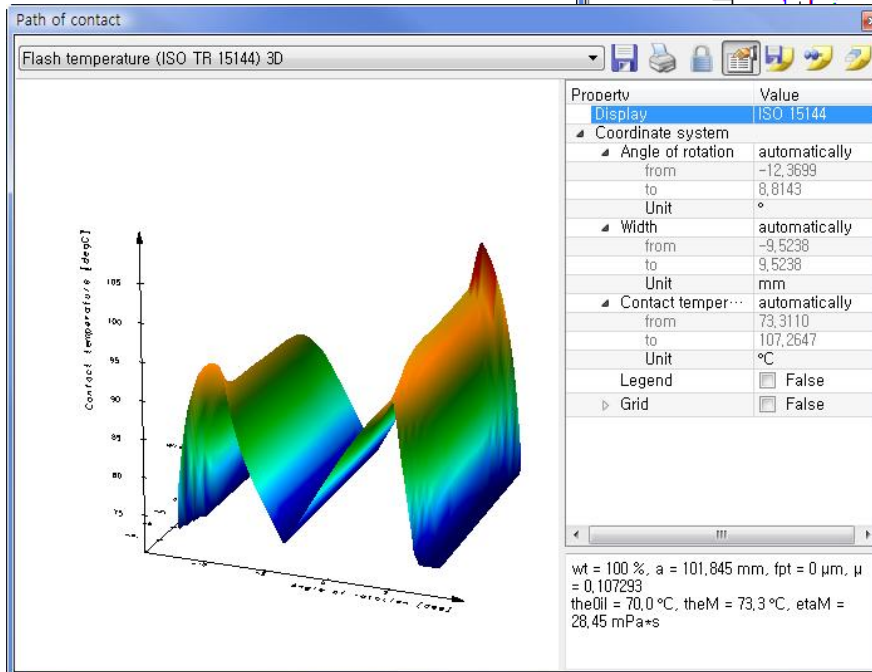 Path of contact
Flash temperature (ISO TR 15144) 3D
Property Value
Display ISO 15144
Coordinate system
Angle of rotation automatically
from -12,3699
to 8,8143
Unit °
Width automatically
from -9,5238
to 9,5238
Unit mm
Contact temper··· automatically
from 73,3110
to 107,2647
Unit °C
Legend False
Grid False
Contact temperature [degC]
105
100
95
90
85
80
75
Angle of rotation [deg]
wt = 100 %, a = 101,845 mm, fpt = 0 µm, µ
= 0,107293
theOil = 70,0 °C, theM = 73,3 °C, etaM =
28,45 mPa*s